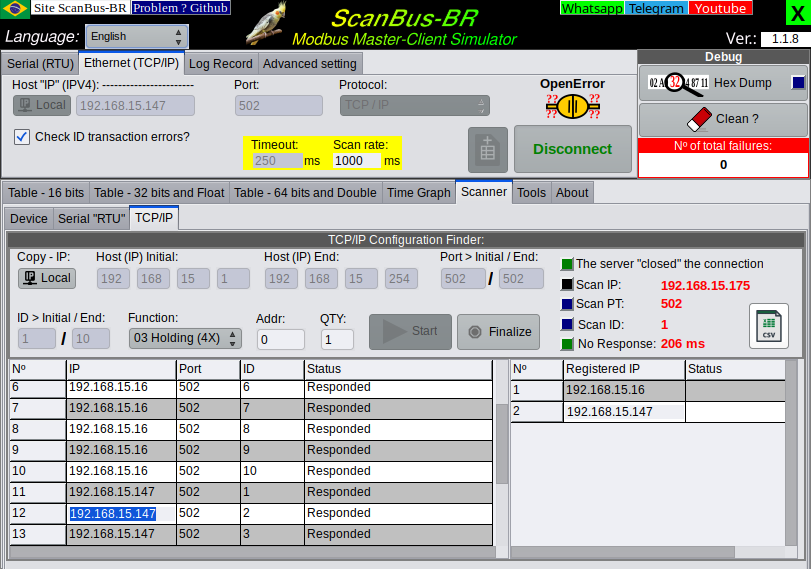 Site ScanBus-BR Problem ? Github
Language: English
ScanBus-BR
Modbus Master-Client Simulator
Whatsapp Telegram Youtube
X
Ver.: 1.1.8
Serial (RTU) Ethernet (TCP/IP) Log Record Advanced setting
Host "IP" (IPV4): ------------------------ Port: Protocol:
IP Local 192.168.15.147 502 TCP / IP
OpenError
?? ??
?? ??
Check ID transaction errors?
Timeout: Scan rate:
250 ms 1000 ms
Disconnect
Debug
32 Hex Dump
Clean ?
Nº of total failures:
0
Table - 16 bits Table - 32 bits and Float Table - 64 bits and Double Time Graph Scanner Tools About
Device Serial "RTU" TCP/IP
TCP/IP Configuration Finder:
Copy - IP: Host (IP) Initial: Host (IP) End: Port > Initial / End:
IP Local 192 168 15 1 192 168 15 254 502 / 502
ID > Initial / End: Function: Addr: QTY:
1 / 10 03 Holding (4X) 0 1 Start Finalize
The server "closed" the connection
Scan IP: 192.168.15.175
Scan PT: 502
Scan ID: 1
No Response: 206 ms
CSV
Nº IP Port ID Status
6 192.168.15.16 502 6 Responded
7 192.168.15.16 502 7 Responded
8 192.168.15.16 502 8 Responded
9 192.168.15.16 502 9 Responded
10 192.168.15.16 502 10 Responded
11 192.168.15.147 502 1 Responded
12 192.168.15.147 502 2 Responded
13 192.168.15.147 502 3 Responded
Nº Registered IP Status
1 192.168.15.16
2 192.168.15.147